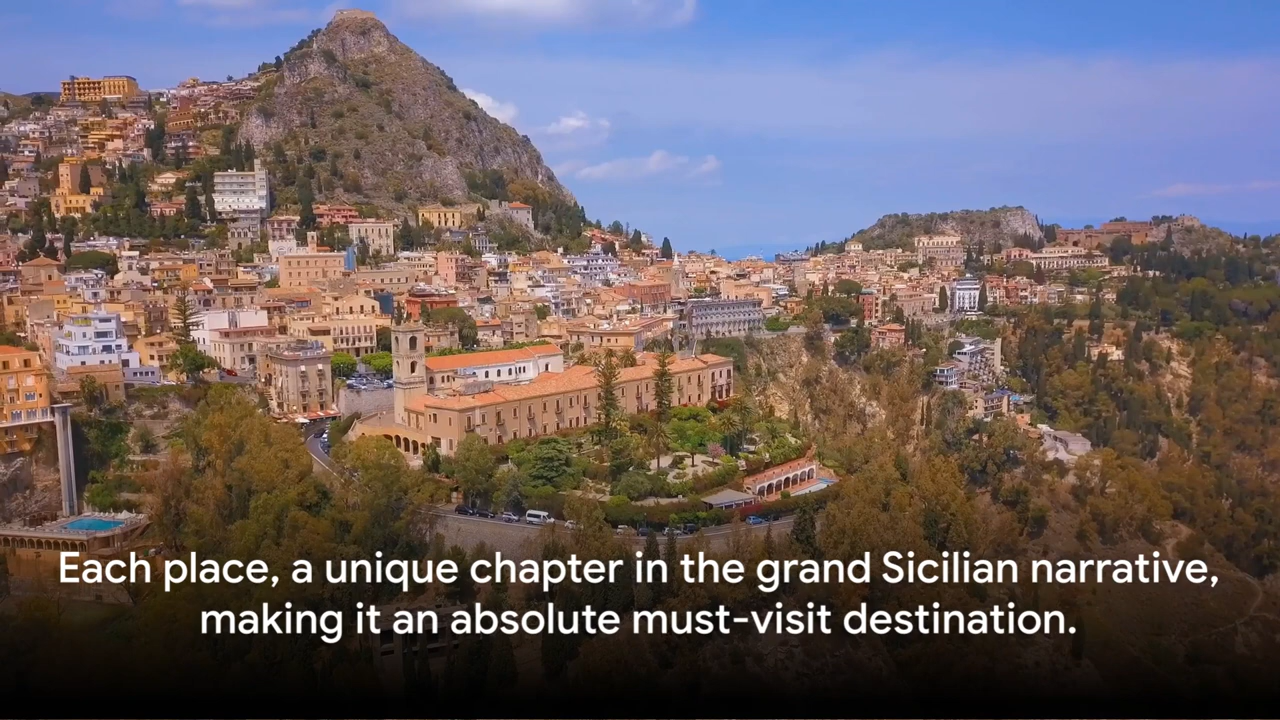 Each place, a unique chapter in the grand Sicilian narrative,
making it an absolute must-visit destination.